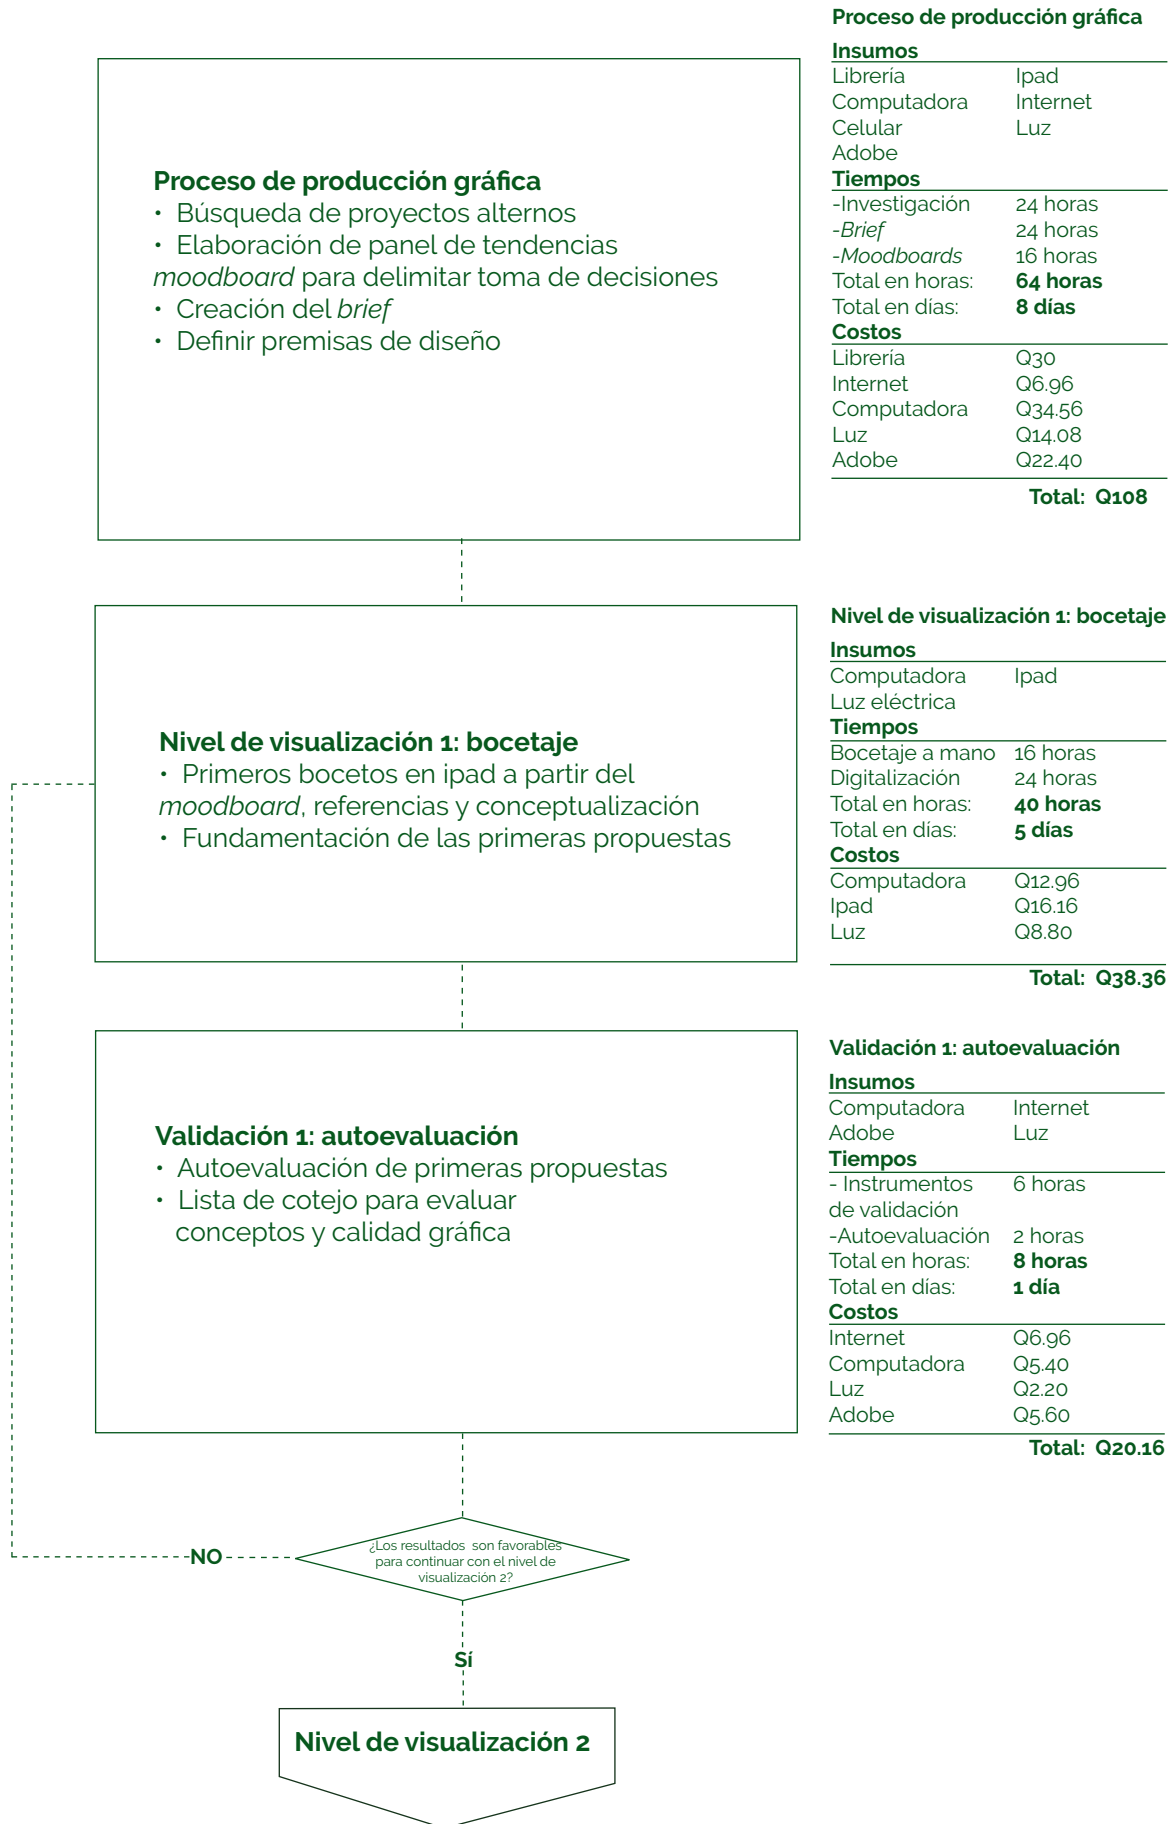 Proceso de producción gráfica
• Búsqueda de proyectos alternos
• Elaboración de panel de tendencias
moodboard para delimitar toma de decisiones
• Creación del brief
• Definir premisas de diseño
Proceso de producción gráfica
Insumos
Librería Ipad
Computadora Internet
Celular Luz
Adobe
Tiempos
-Investigación 24 horas
-Brief 24 horas
-Moodboards 16 horas
Total en horas: 64 horas
Total en días: 8 días
Costos
Librería Q30
Internet Q6.96
Computadora Q34.56
Luz Q14.08
Adobe Q22.40
Total: Q108
Nivel de visualización 1: bocetaje
• Primeros bocetos en ipad a partir del
moodboard, referencias y conceptualización
• Fundamentación de las primeras propuestas
Nivel de visualización 1: bocetaje
Insumos
Computadora Ipad
Luz eléctrica
Tiempos
Bocetaje a mano 16 horas
Digitalización 24 horas
Total en horas: 40 horas
Total en días: 5 días
Costos
Computadora Q12.96
Ipad Q16.16
Luz Q8.80
Total: Q38.36
Validación 1: autoevaluación
• Autoevaluación de primeras propuestas
• Lista de cotejo para evaluar
conceptos y calidad gráfica
Validación 1: autoevaluación
Insumos
Computadora Internet
Adobe Luz
Tiempos
- Instrumentos 6 horas
de validación
-Autoevaluación 2 horas
Total en horas: 8 horas
Total en días: 1 día
Costos
Internet Q6.96
Computadora Q5.40
Luz Q2.20
Adobe Q5.60
Total: Q20.16
¿Los resultados son favorables
para continuar con el nivel de
visualización 2?
NO
Sí
Nivel de visualización 2